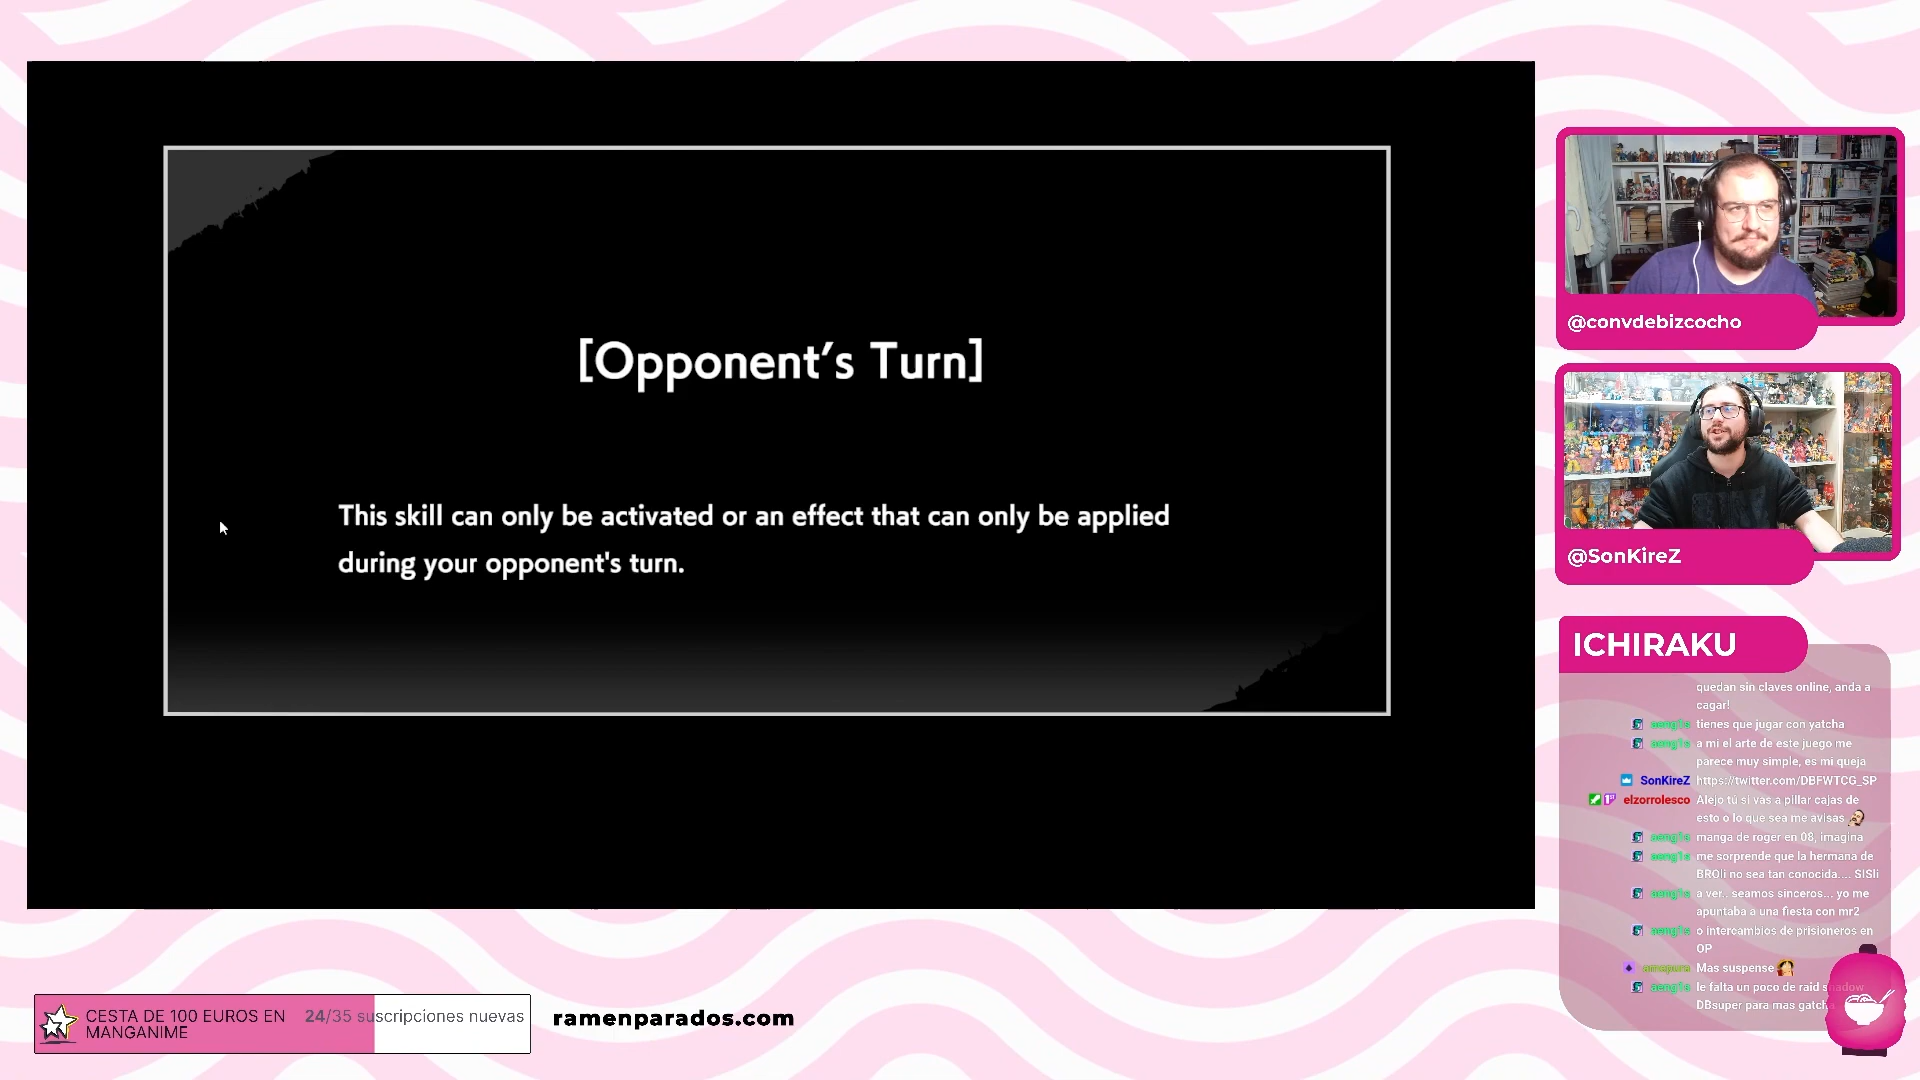 [Opponent's Turn]
This skill can only be activated or an effect that can only be applied
during your opponent's turn.
@convdebizcocho
@SonKireZ
ICHIRAKU
quedan sin claves online, anda a
cagar!
tienes que jugar con yatcha
a mi el arte de este juego me
parece muy simple, es mi queja
SonKireZ https://twitter.com/DBFWTCG_SP
elzorrolesco Alejo tú si vas a pillar cajas de
esto o lo que sea me avisas
manga de roger en 08, imagina
me sorprende que la hermana de
BROli no sea tan conocida.... SISli
a ver.. seamos sinceros... yo me
apuntaba a una fiesta con mr2
o intercambios de prisioneros en
OP
Mas suspense
le falta un poco de raid shadow
DBsuper para mas gatch
CESTA DE 100 EUROS EN
MANGANIME
24/35 suscripciones nuevas
ramenparados.com